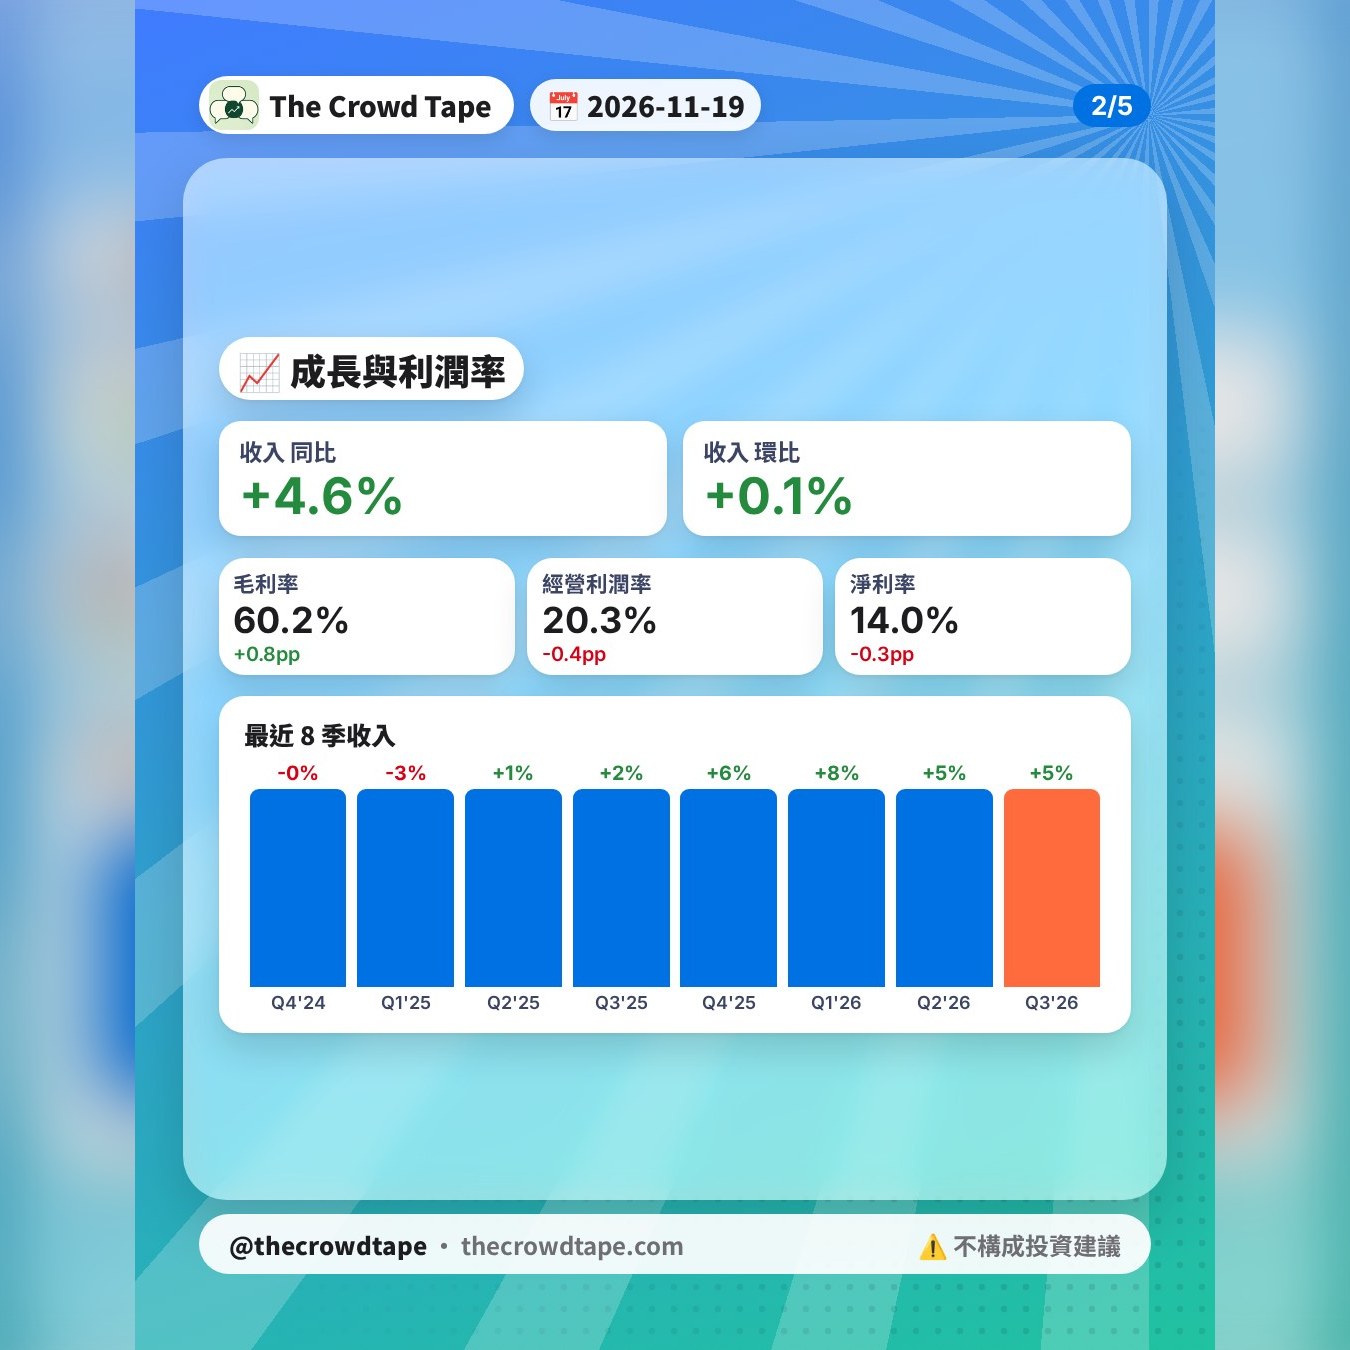 The Crowd Tape
July 17 2026-11-19
2/5
📈 成長與利潤率
收入 同比
+4.6%
收入 環比
+0.1%
毛利率
60.2%
+0.8pp
經營利潤率
20.3%
-0.4pp
淨利率
14.0%
-0.3pp
最近 8 季收入
-0% -3% +1% +2% +6% +8% +5% +5%
Q4'24 Q1'25 Q2'25 Q3'25 Q4'25 Q1'26 Q2'26 Q3'26
@thecrowdtape • thecrowdtape.com
⚠️ 不構成投資建議